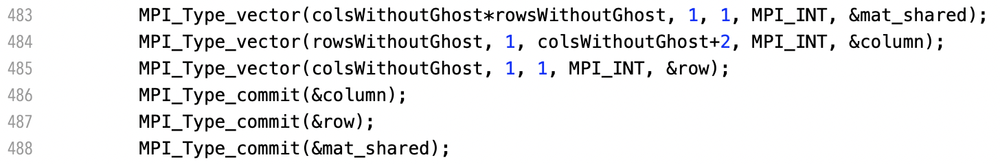 483 MPI_Type_vector(colsWithoutGhost*rowsWithoutGhost, 1, 1, MPI_INT, &mat_shared);
484 MPI_Type_vector(rowsWithoutGhost, 1, colsWithoutGhost+2, MPI_INT, &column);
485 MPI_Type_vector(colsWithoutGhost, 1, 1, MPI_INT, &row);
486 MPI_Type_commit(&column);
487 MPI_Type_commit(&row);
488 MPI_Type_commit(&mat_shared);